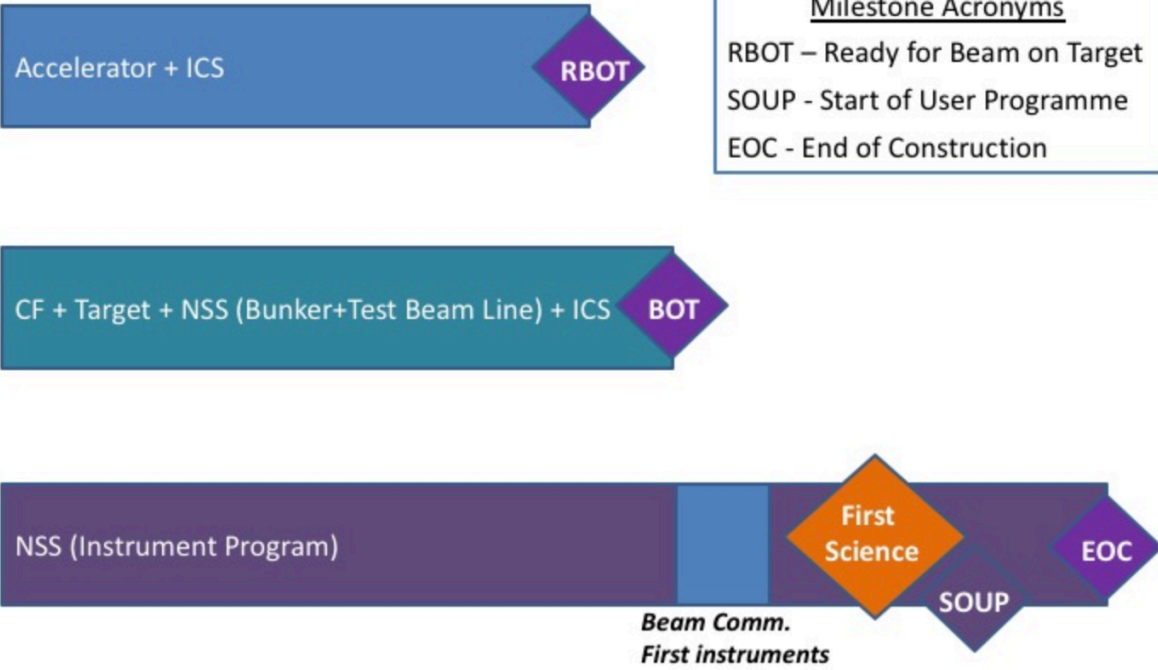 Milestone Acronyms
RBOT – Ready for Beam on Target
SOUP - Start of User Programme
EOC - End of Construction
Accelerator + ICS
RBOT
CF + Target + NSS (Bunker+Test Beam Line) + ICS
BOT
NSS (Instrument Program)
First
Science
SOUP
EOC
Beam Comm.
First instruments